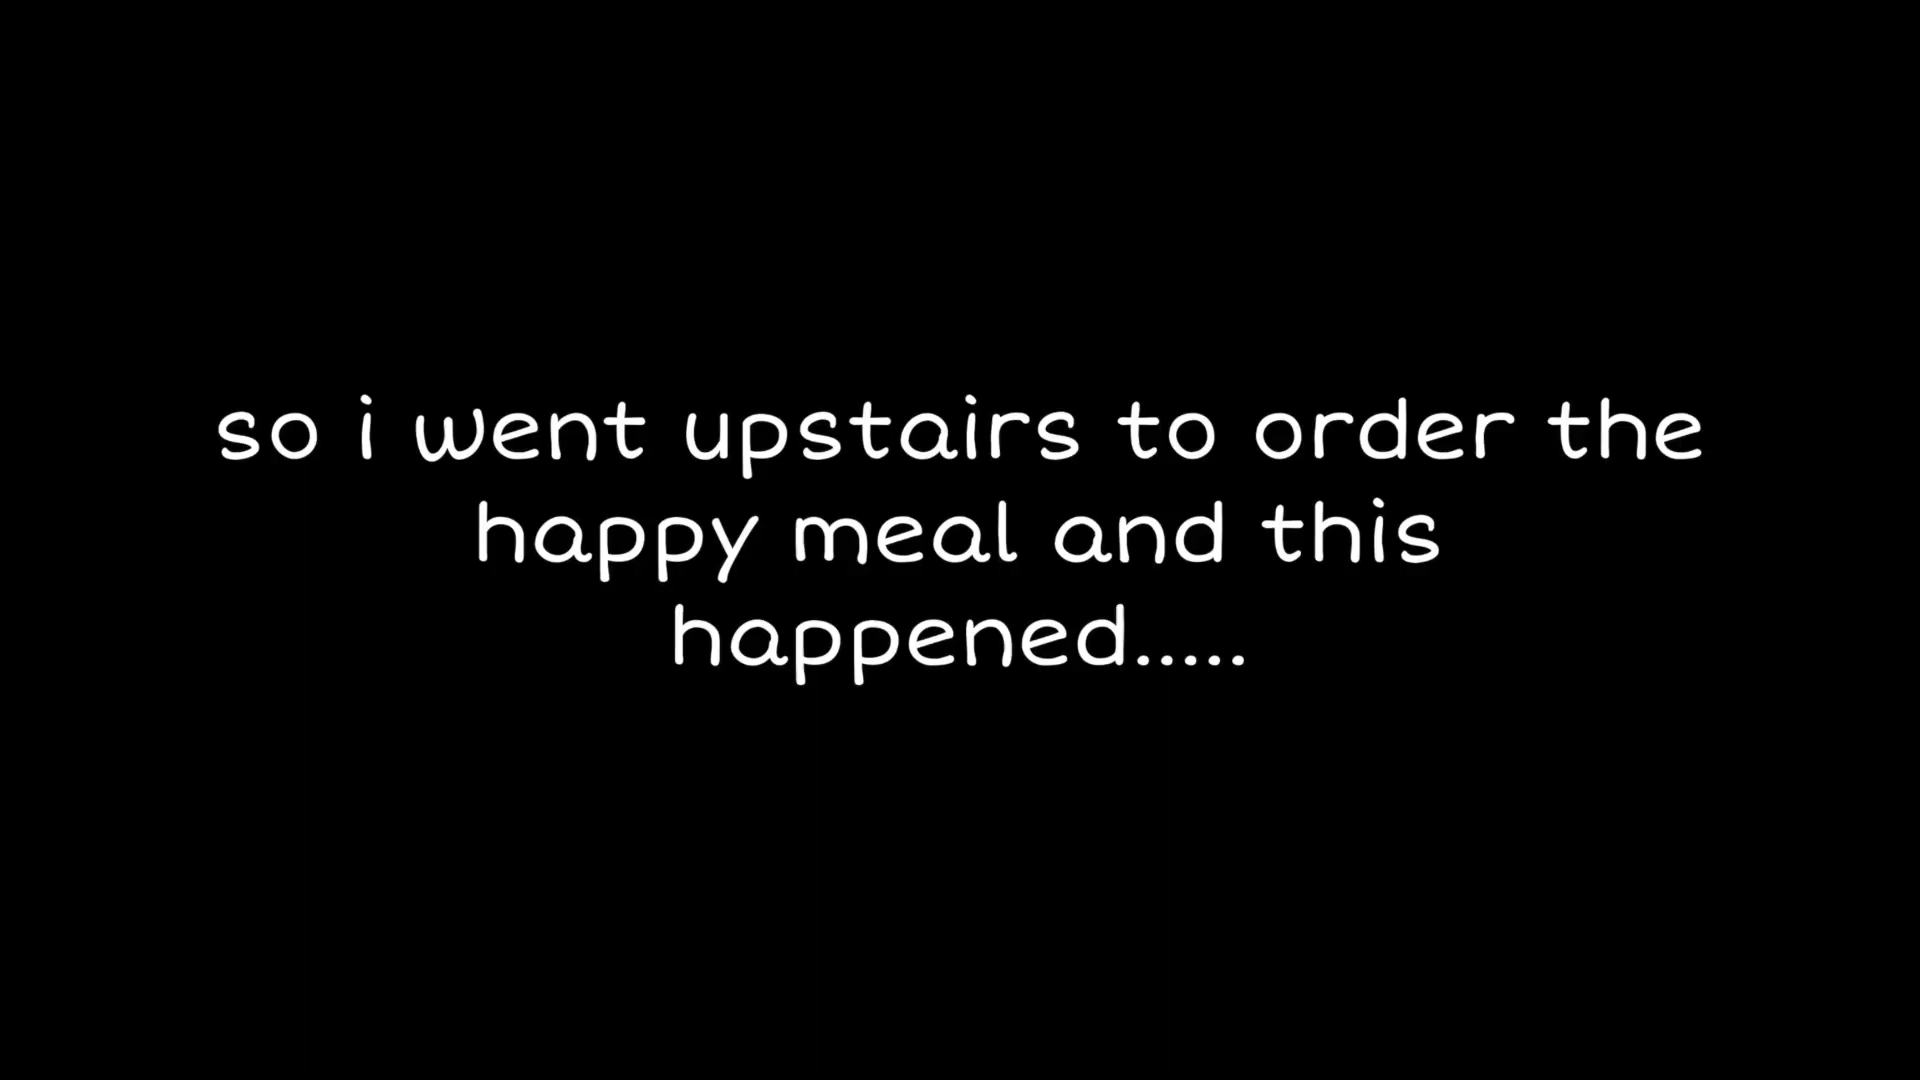 so i went upstairs to order the
happy meal and this
happened.....